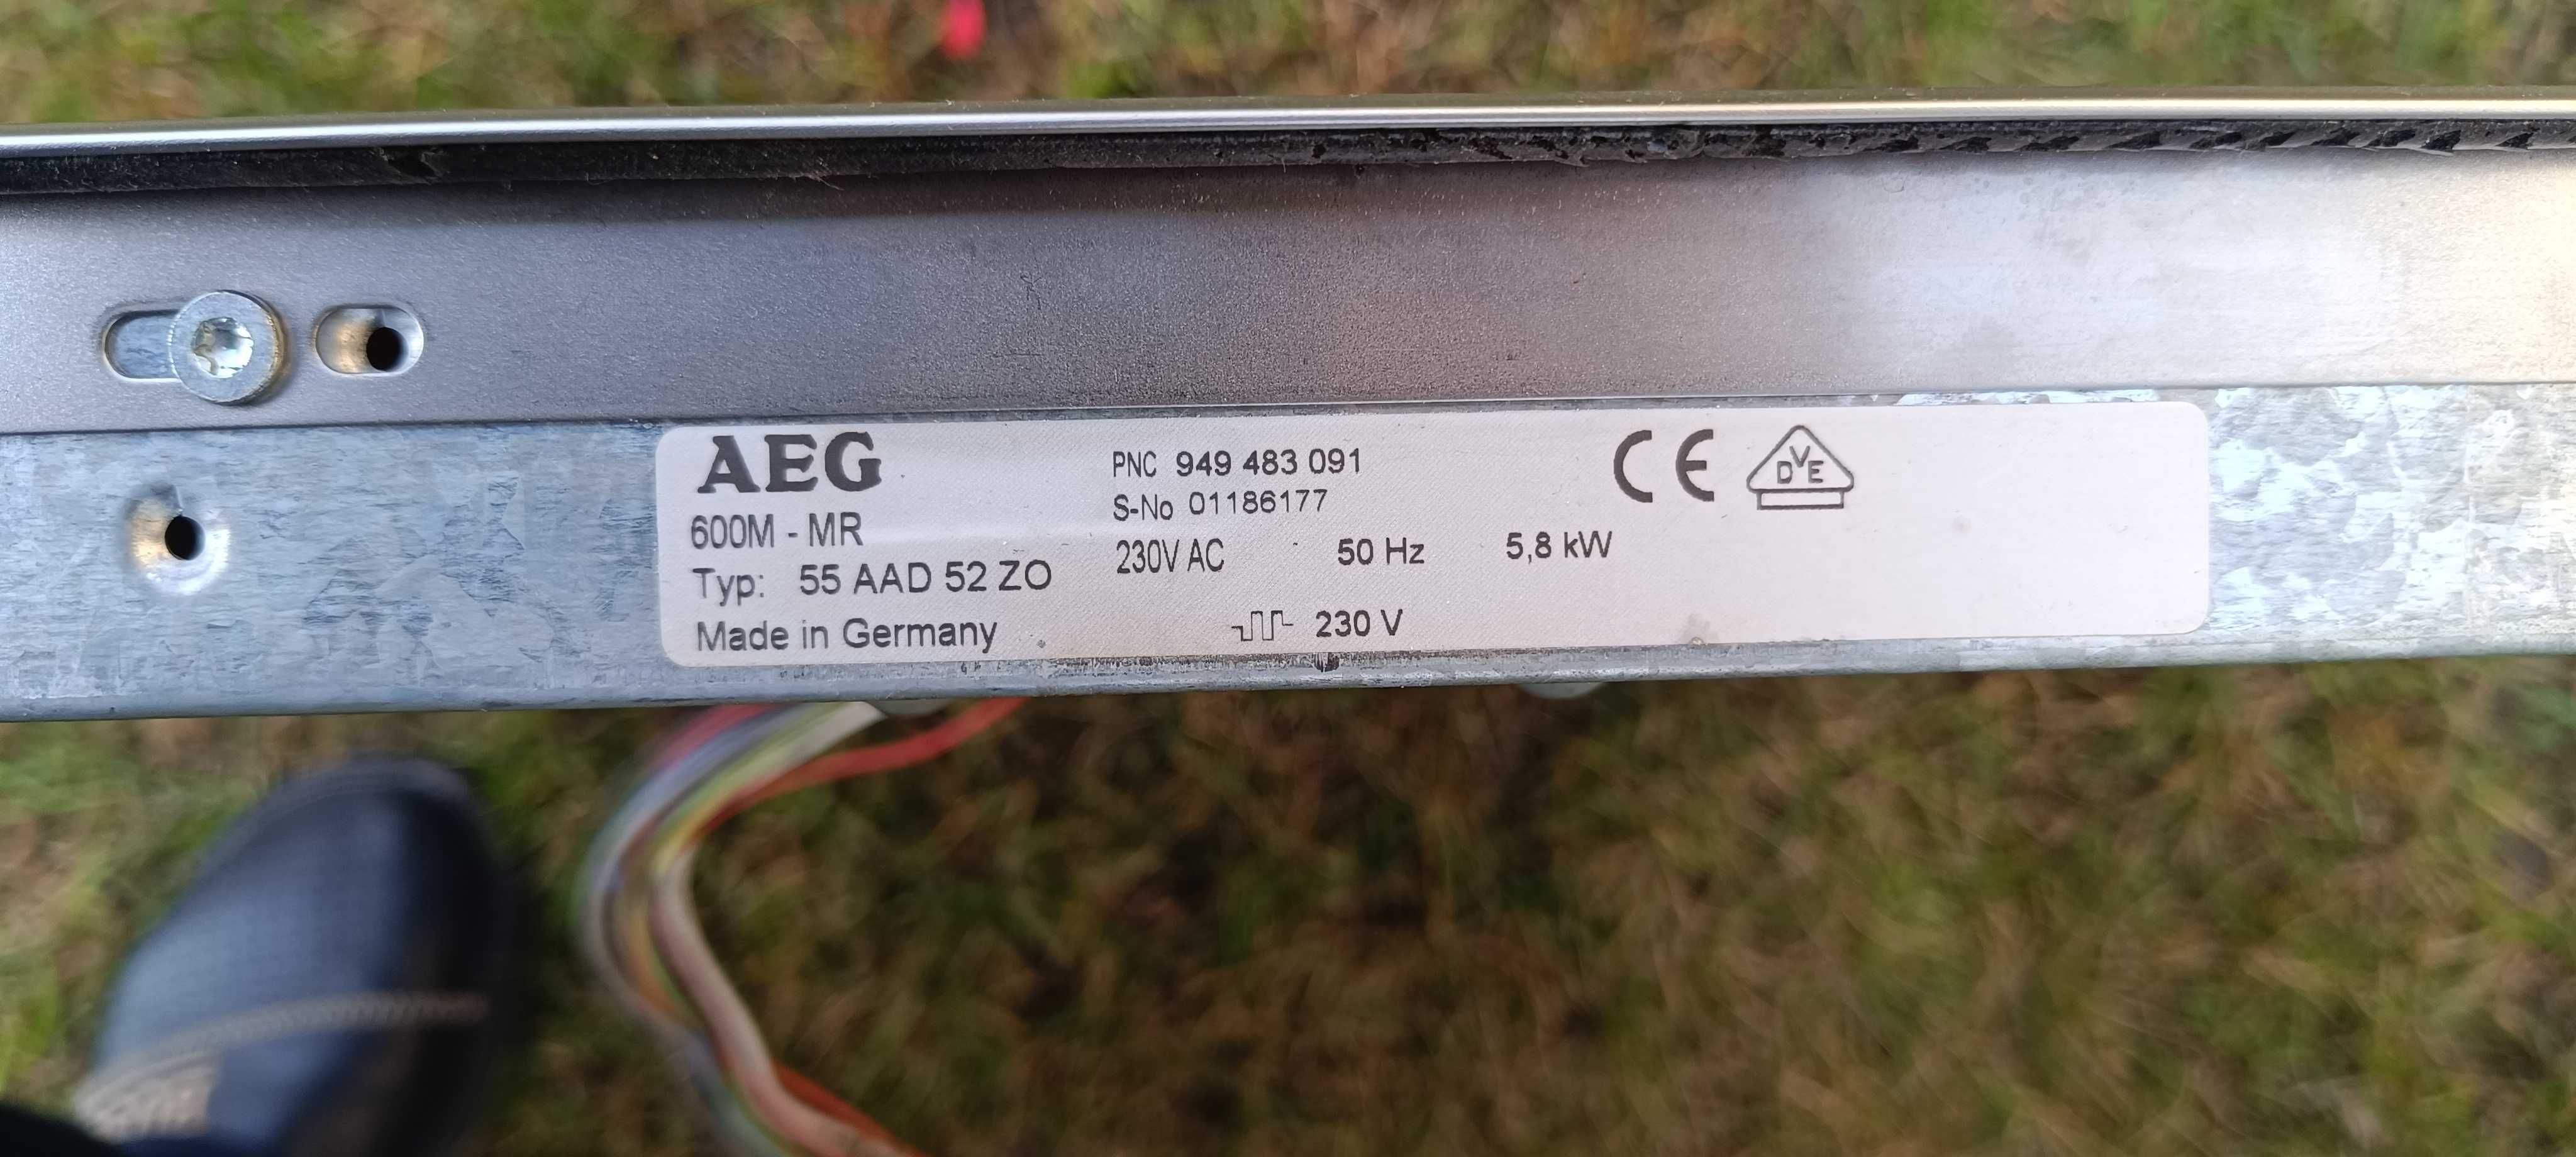 AEG
600M - MR
Typ: 55 AAD 52 ZO
Made in Germany
PNC 949 483 091
S-No 01186177
230V AC 50 Hz 5,8 kW
230 V
CE
DVE